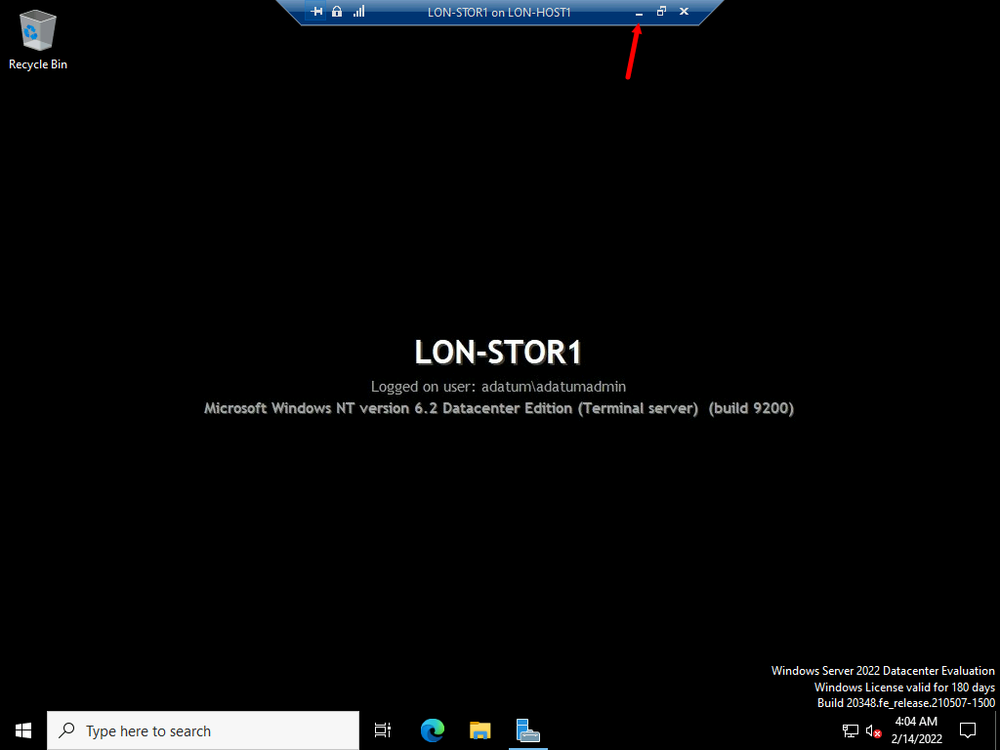 LON-STOR1 on LON-HOST1
Recycle Bin
LON-STOR1
Logged on user: adatum\adatumadmin
Microsoft Windows NT version 6.2 Datacenter Edition (Terminal server) (build 9200)
Windows Server 2022 Datacenter Evaluation
Windows License valid for 180 days
Build 20348.fe_release.210507-1500
Type here to search
4:04 AM
2/14/2022